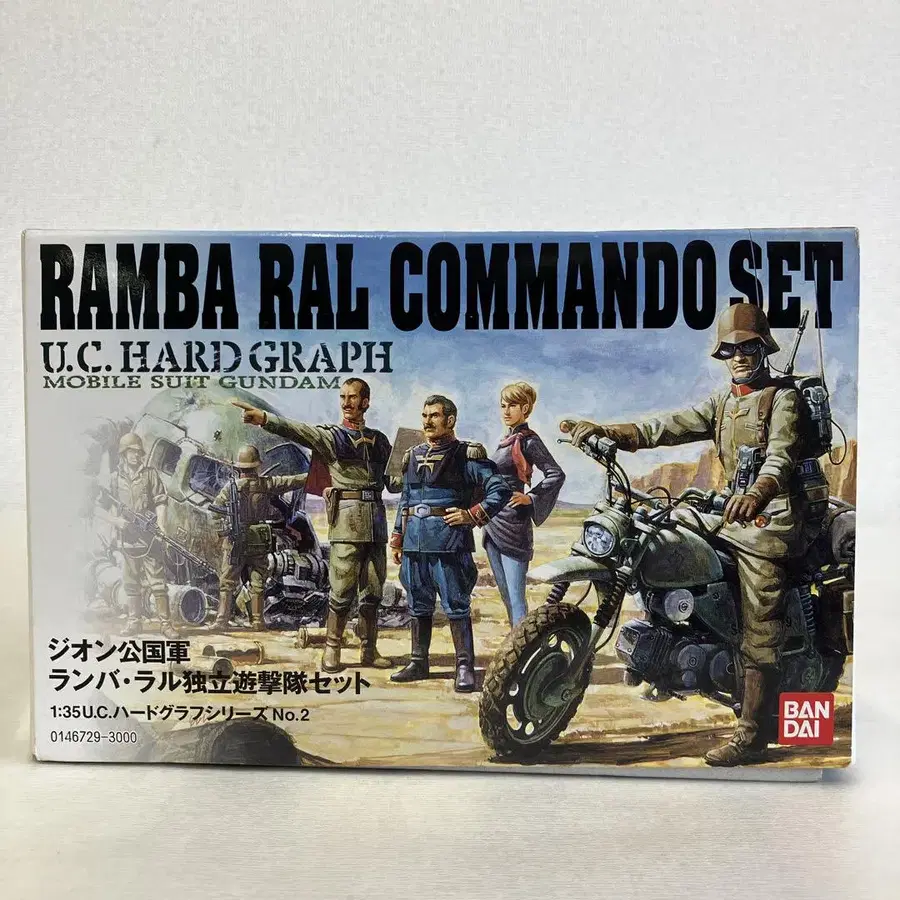 RAMBA RAL COMMANDO SET
U.C. HARD GRAPH
MOBILE SUIT GUNDAM
ジオン公国軍
ランバ・ラル独立遊撃隊セット
1:35 U.C.ハードグラフシリーズ No.2
0146729-3000
BAN
DAI